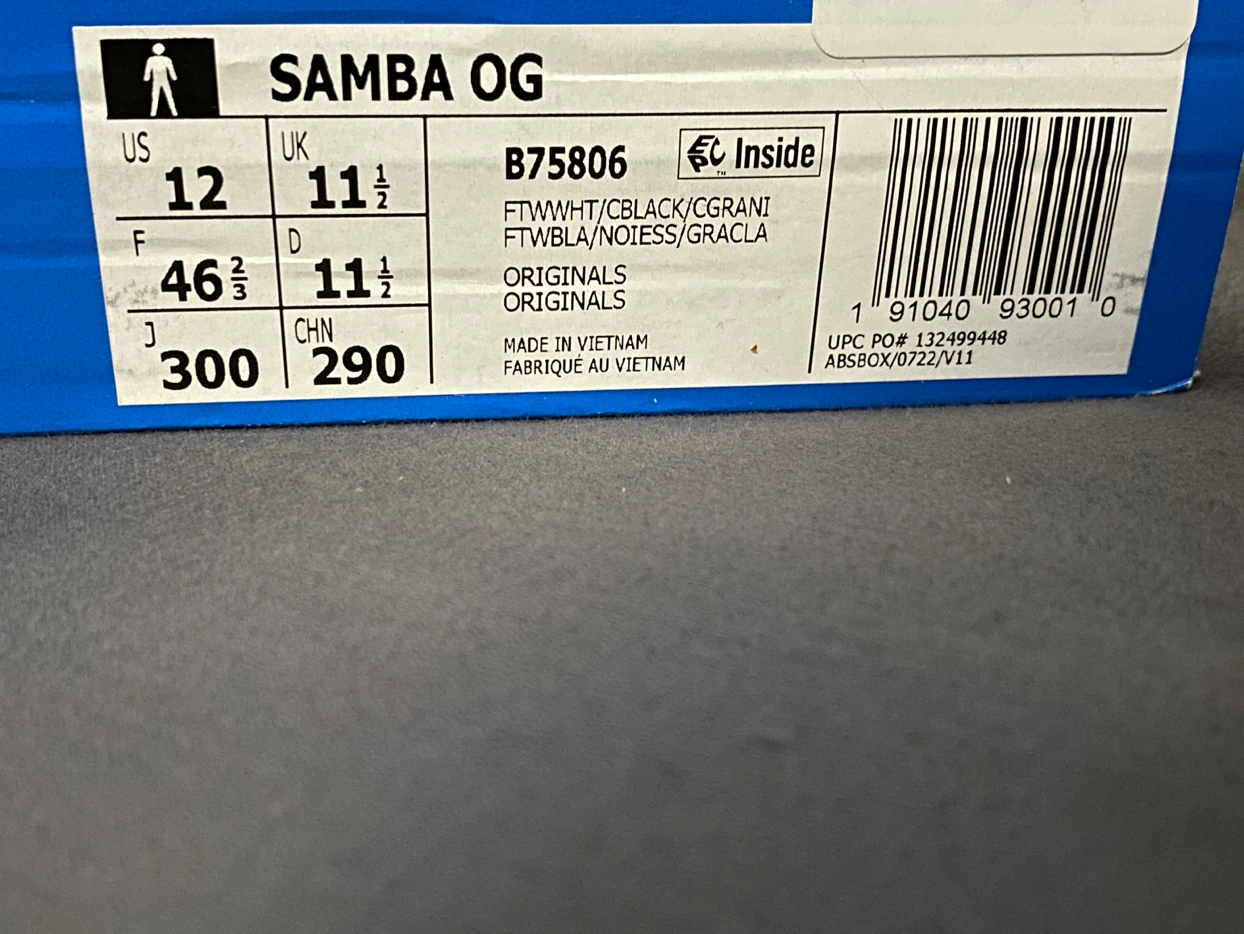 SAMBA OG
US 12
UK 11 1/2
F 46 2/3
D 11 1/2
J 300
CHN 290
B75806
EPC Inside
™
FTWWHT/CBLACK/CGRANI
FTWBLA/NOIESS/GRACLA
ORIGINALS
ORIGINALS
MADE IN VIETNAM
FABRIQUÉ AU VIETNAM
1 91040 93001 0
UPC PO# 132499448
ABSBOX/0722/V11